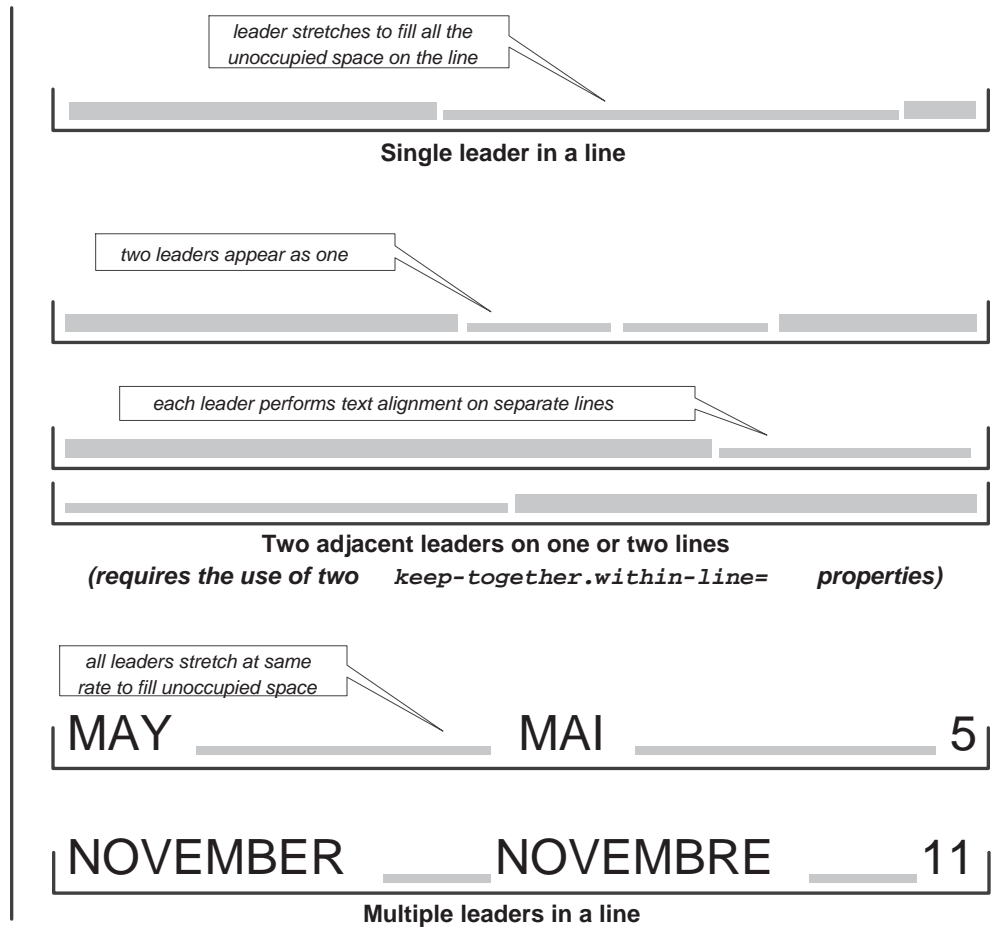 leader stretches to fill all the
unoccupied space on the line
Single leader in a line
two leaders appear as one
each leader performs text alignment on separate lines
Two adjacent leaders on one or two lines
(requires the use of two keep-together.within-line= properties)
all leaders stretch at same
rate to fill unoccupied space
MAY MAI 5
NOVEMBER NOVEMBRE 11
Multiple leaders in a line